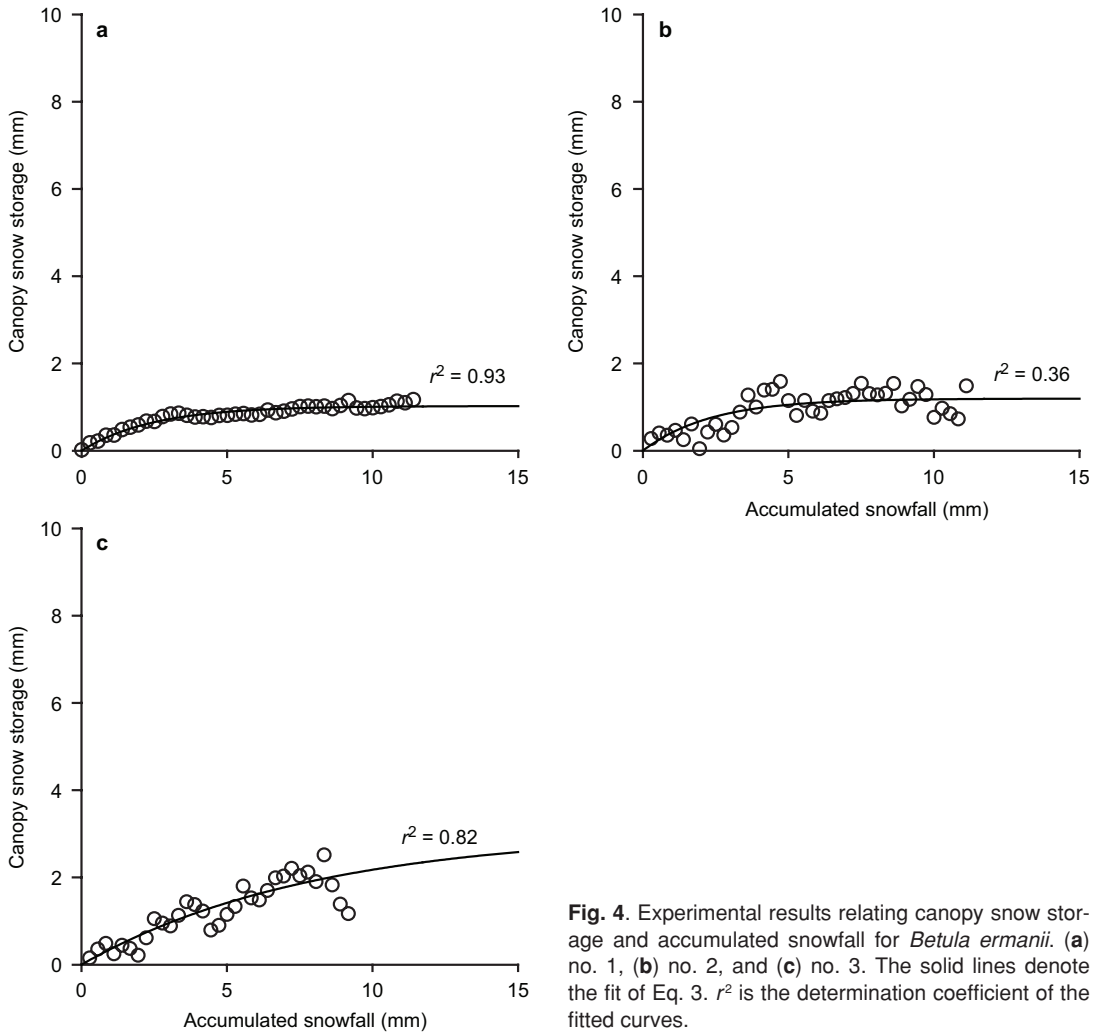 a
10
8
6
4
2
0
Canopy snow storage (mm)
r² = 0.93
0 5 10 15
b
10
8
6
4
2
0
Canopy snow storage (mm)
r² = 0.36
0 5 10 15
Accumulated snowfall (mm)
c
10
8
6
4
2
0
Canopy snow storage (mm)
r² = 0.82
0 5 10 15
Accumulated snowfall (mm)
Fig. 4. Experimental results relating canopy snow stor-
age and accumulated snowfall for Betula ermanii. (a)
no. 1, (b) no. 2, and (c) no. 3. The solid lines denote
the fit of Eq. 3. r² is the determination coefficient of the
fitted curves.